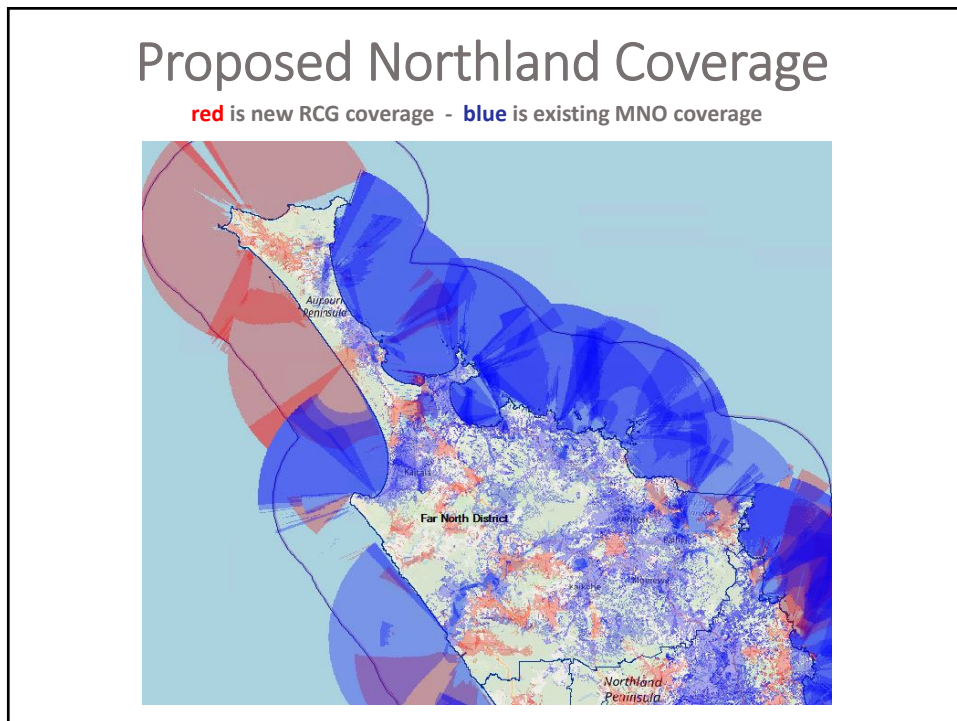 Proposed Northland Coverage
red is new RCG coverage - blue is existing MNO coverage
Aupouri
Peninsula
Kaitaia
Far North District
Moerewa
Northland
Peninsula